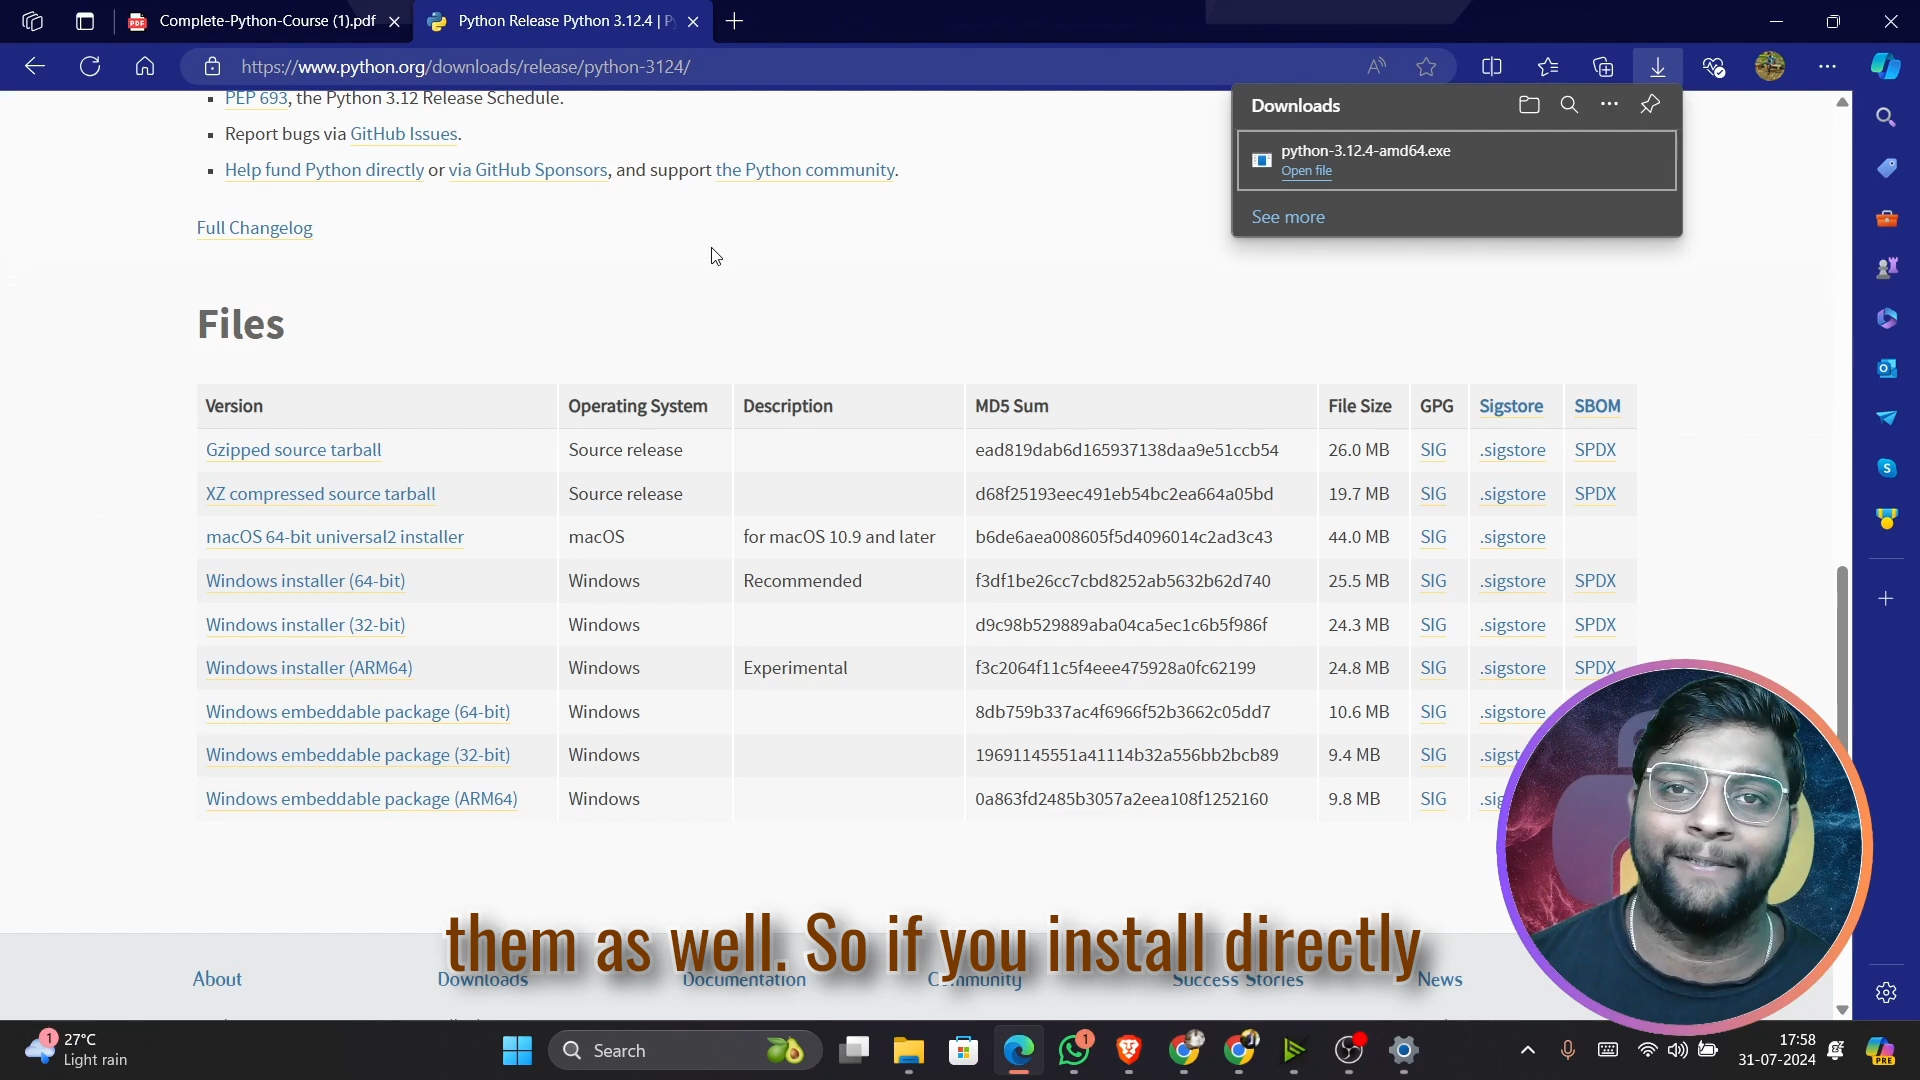 Complete-Python-Course (1).pdf
Python Release Python 3.12.4 |
https://www.python.org/downloads/release/python-3124/
PEP 693, the Python 3.12 Release Schedule.
Report bugs via GitHub Issues.
Help fund Python directly or via GitHub Sponsors, and support the Python community.
Full Changelog
Downloads
python-3.12.4-amd64.exe
Open file
See more
Files
Version Operating System Description MD5 Sum File Size GPG Sigstore SBOM
Gzipped source tarball Source release ead819dab6d165937138daa9e51ccb54 26.0 MB SIG .sigstore SPDX
XZ compressed source tarball Source release d68f25193eec491eb54bc2ea664a05bd 19.7 MB SIG .sigstore SPDX
macOS 64-bit universal2 installer macOS for macOS 10.9 and later b6de6aea008605f5d4096014c2ad3c43 44.0 MB SIG .sigstore
Windows installer (64-bit) Windows Recommended f3df1be26cc7cbd8252ab5632b62d740 25.5 MB SIG .sigstore SPDX
Windows installer (32-bit) Windows d9c98b529889aba04ca5ec1c6b5f986f 24.3 MB SIG .sigstore SPDX
Windows installer (ARM64) Windows Experimental f3c2064f11c5f4eee475928a0fc62199 24.8 MB SIG .sigstore SPDX
Windows embeddable package (64-bit) Windows 8db759b337ac4f6966f52b3662c05dd7 10.6 MB SIG .sigstore
Windows embeddable package (32-bit) Windows 19691145551a41114b32a556bb2bcb89 9.4 MB SIG .sigst
Windows embeddable package (ARM64) Windows 0a863fd2485b3057a2eea108f1252160 9.8 MB SIG .sig
them as well. So if you install directly
About Downloads Documentation Community Success Stories News
1
27°C
Light rain
Search
1
17:58
31-07-2024
PRE